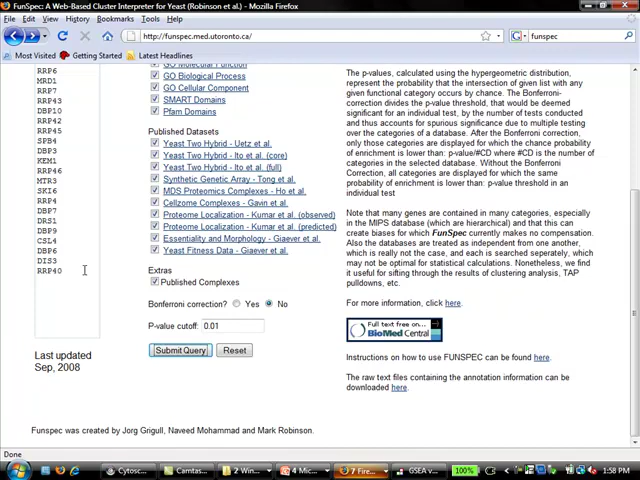 FunSpec: A Web-Based Cluster Interpreter for Yeast (Robinson et al.) - Mozilla Firefox
File Edit View History Bookmarks Tools Help
http://funspec.med.utoronto.ca/
funspec
Most Visited Getting Started Latest Headlines
RRP6
MRD1
RRP7
RRP43
DBP10
RRP42
RRP45
SPB4
DBP3
KEM1
RRP46
MTR3
SKI6
RRP4
DBP7
DRS1
DBP9
CSL4
DBP6
DIS3
RRP40
Last updated
Sep, 2008
GO Molecular Function
GO Biological Process
GO Cellular Component
SMART Domains
Pfam Domains
Published Datasets
Yeast Two Hybrid - Uetz et al.
Yeast Two Hybrid - Ito et al. (core)
Yeast Two Hybrid - Ito et al. (full)
Synthetic Genetic Array - Tong et al.
MDS Proteomics Complexes - Ho et al.
Cellzome Complexes - Gavin et al.
Proteome Localization - Kumar et al. (observed)
Proteome Localization - Kumar et al. (predicted)
Essentiality and Morphology - Giaever et al.
Yeast Fitness Data - Giaever et al.
Extras
Published Complexes
Bonferroni correction? Yes No
P-value cutoff: 0.01
Submit Query Reset
The p-values, calculated using the hypergeometric distribution,
represent the probability that the intersection of given list with
any given functional category occurs by chance. The Bonferroni-
correction divides the p-value threshold, that would be deemed
significant for an individual test, by the number of tests conducted
and thus accounts for spurious significance due to multiple testing
over the categories of a database. After the Bonferroni correction,
only those categories are displayed for which the chance probability
of enrichment is lower than: p-value/#CD where #CD is the number of
categories in the selected database. Without the Bonferroni
Correction, all categories are displayed for which the same
probability of enrichment is lower than: p-value threshold in an
individual test
Note that many genes are contained in many categories, especially
in the MIPS database (which are hierarchical) and that this can
create biases for which FunSpec currently makes no compensation.
Also the databases are treated as independent from one another,
which is really not the case, and each is searched seperately, which
may not be optimal for statistical calculations. Nonetheless, we find
it useful for sifting through the results of clustering analysis, TAP
pulldowns, etc.
For more information, click here.
Full text free on...
BioMed Central
Instructions on how to use FUNSPEC can be found here.
The raw text files containing the annotation information can be
downloaded here.
Funspec was created by Jorg Grigull, Naveed Mohammad and Mark Robinson.
Done
Cytosc... Camtas... 2 Win... 4 Micr... 7 Fire... GSEA v... 100% 1:58 PM